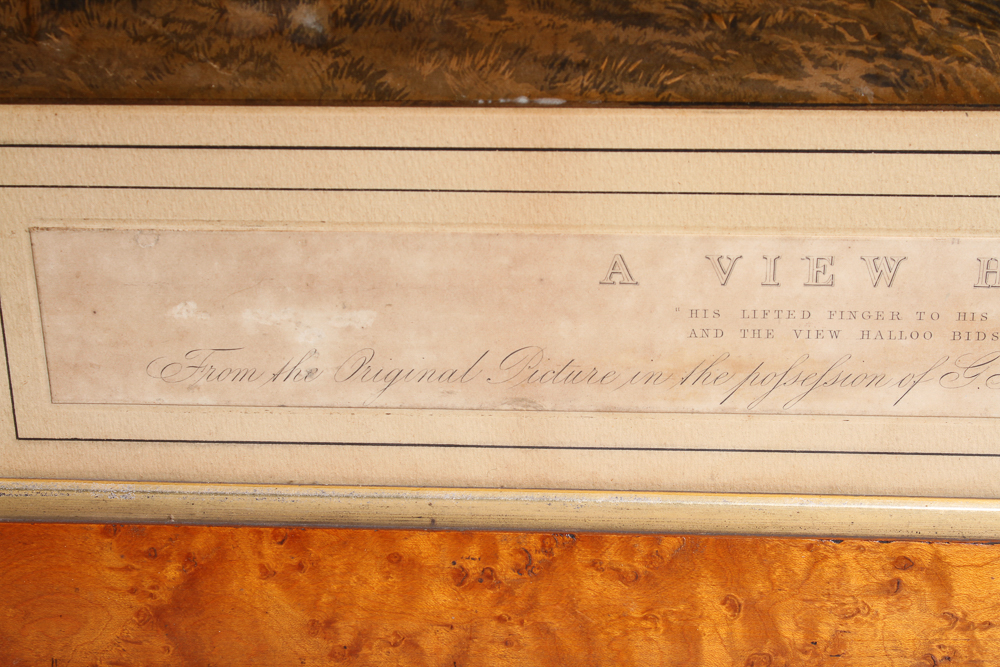 A VIEW H
"HIS LIFTED FINGER TO HIS
AND THE VIEW HALLOO BIDS
From the Original Picture in the poſseſsion of G.